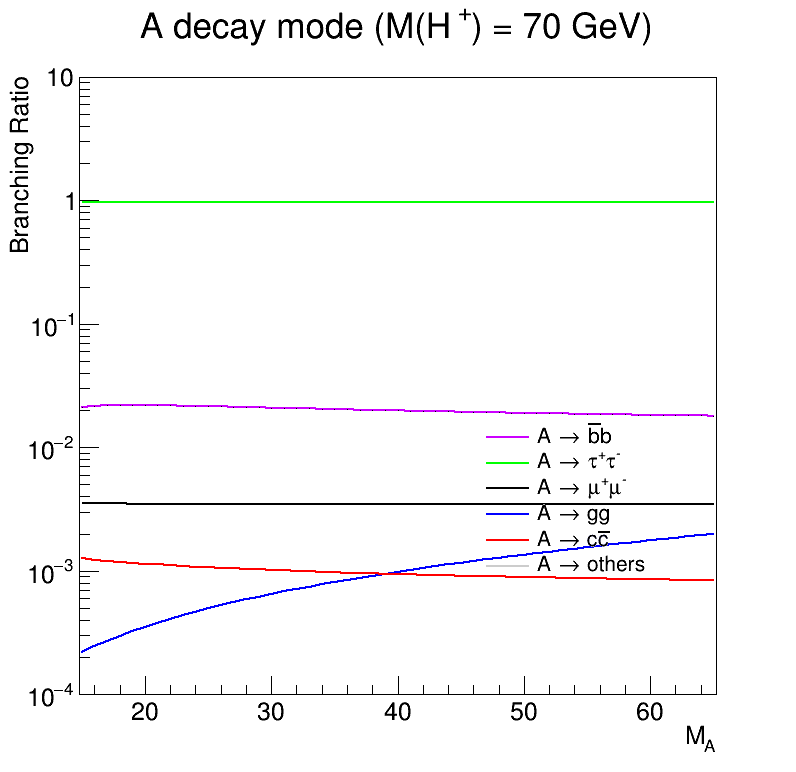 A decay mode (M(H⁺) = 70 GeV)
Branching Ratio
10
1
10⁻¹
10⁻²
10⁻³
10⁻⁴
A → b̅b
A → τ⁺τ⁻
A → μ⁺μ⁻
A → gg
A → cc̅
A → others
20 30 40 50 60
M_A